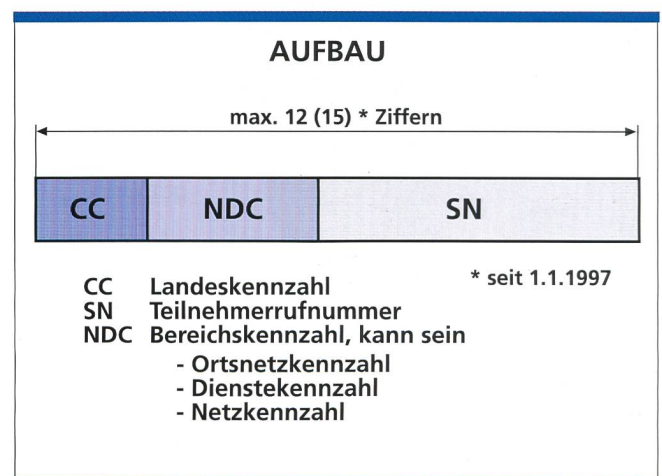 AUFBAU
max. 12 (15) * Ziffern
CC NDC SN
* seit 1.1.1997
CC Landeskennzahl
SN Teilnehmerrufnummer
NDC Bereichskennzahl, kann sein
- Ortsnetzkennzahl
- Dienstekennzahl
- Netzkennzahl